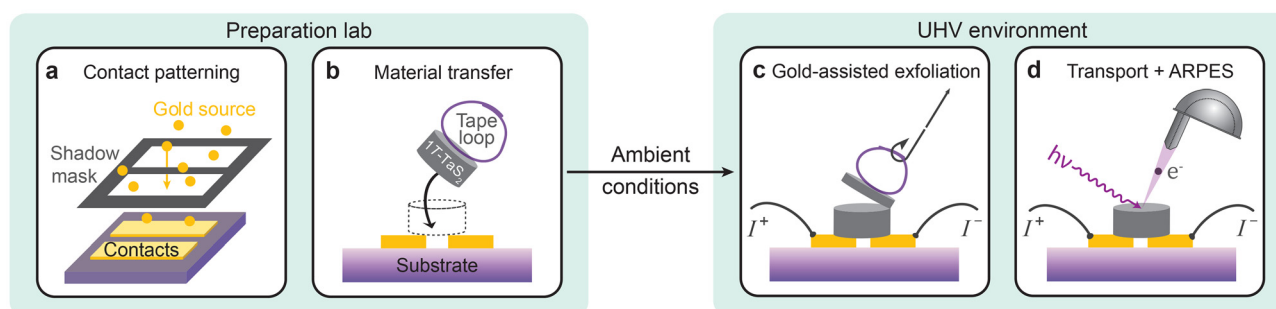 Preparation lab
a Contact patterning
Gold source
Shadow
mask
Contacts
b Material transfer
Tape
loop
1T-TaS₂
Substrate
Ambient
conditions
UHV environment
c Gold-assisted exfoliation
I⁺
I⁻
d Transport + ARPES
hν
e⁻
I⁺
I⁻